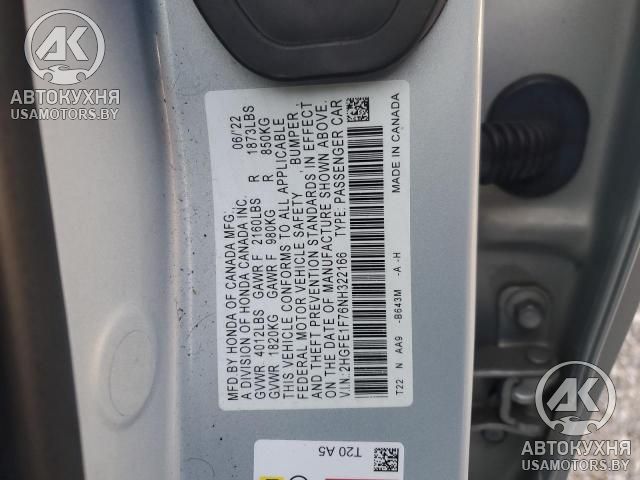 АК
АВТОКУХНЯ
USAMOTORS.BY
MFD BY HONDA OF CANADA MFG., 06/'22
A DIVISION OF HONDA CANADA INC.
GVWR 4012LBS GAWR F 2160LBS R 1873LBS
GVWR 1820KG GAWR F 980KG R 850KG
THIS VEHICLE CONFORMS TO ALL APPLICABLE
FEDERAL MOTOR VEHICLE SAFETY , BUMPER ,
AND THEFT PREVENTION STANDARDS IN EFFECT
ON THE DATE OF MANUFACTURE SHOWN ABOVE.
V.I.N.: 2HGFE1F76NH322166 TYPE: PASSENGER CAR
T22 N AA9 -B643M -A -H MADE IN CANADA
T20 A5
АК
АВТОКУХНЯ
USAMOTORS.BY